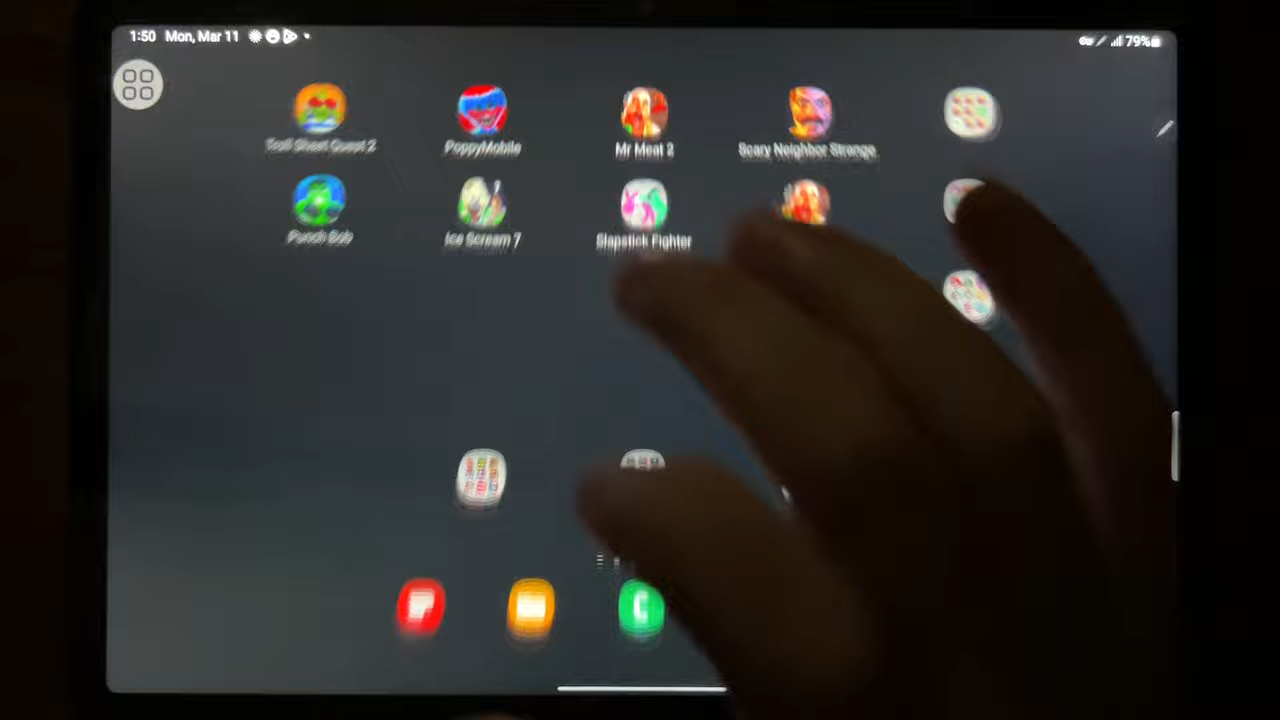 1:50 Mon, Mar 11
79%
Troll Sheet Quest 2
PoppyMobile
Mr Meat 2
Scary Neighbor Strange
Punch Bob
Ice Scream 7
Slapstick Fighter